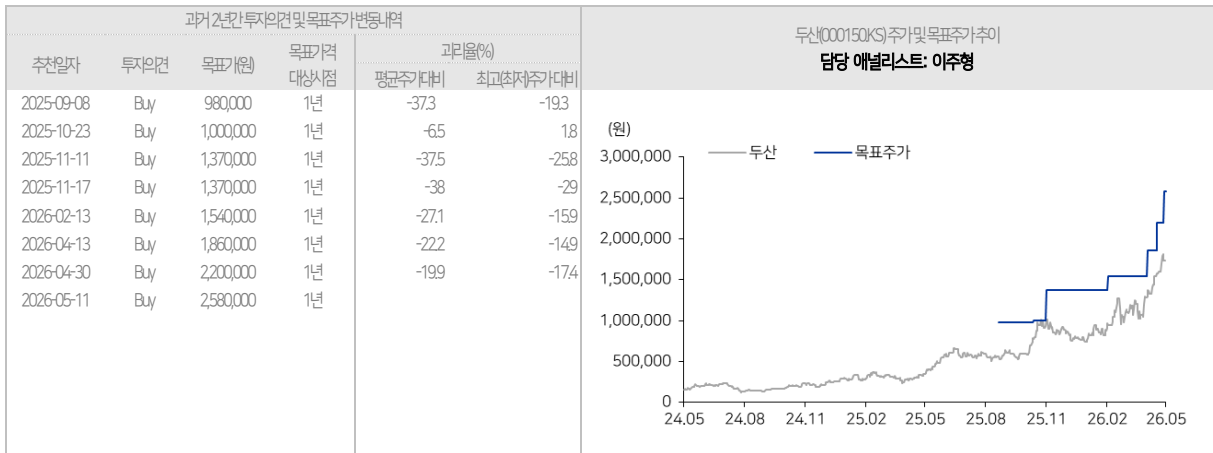 과거 2년간 투자의견 및 목표주가 변동내역
추천일자 투자의견 목표가(원) 목표가격 대상시점 괴리율(%)
평균주가대비 최고(최저)주가 대비
2025-09-08 Buy 980,000 1년 -37.3 -19.3
2025-10-23 Buy 1,000,000 1년 -6.5 1.8
2025-11-11 Buy 1,370,000 1년 -37.5 -25.8
2025-11-17 Buy 1,370,000 1년 -38 -29
2026-02-13 Buy 1,540,000 1년 -27.1 -15.9
2026-04-13 Buy 1,860,000 1년 -22.2 -14.9
2026-04-30 Buy 2,200,000 1년 -19.9 -17.4
2026-05-11 Buy 2,580,000 1년
두산(000150.KS) 주가 및 목표주가 추이
담당 애널리스트: 이주형
(원)
두산 목표주가
3,000,000
2,500,000
2,000,000
1,500,000
1,000,000
500,000
0
24.05 24.08 24.11 25.02 25.05 25.08 25.11 26.02 26.05